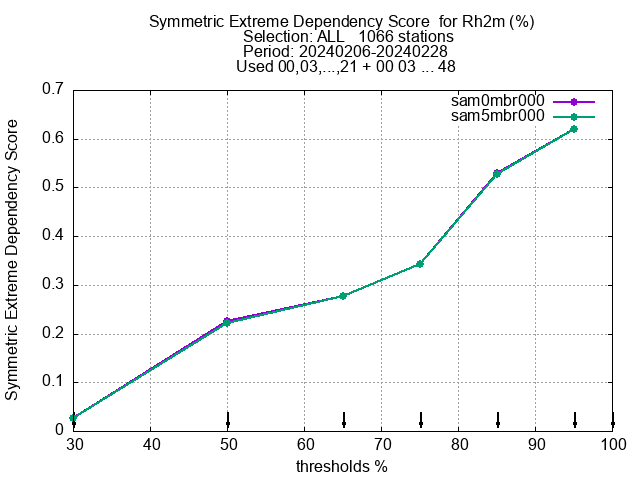 Symmetric Extreme Dependency Score  for Rh2m (%)
Selection: ALL   1066 stations
Period: 20240206-20240228
Used 00,03,...,21 + 00 03 ... 48
sam0mbr000
sam5mbr000
Symmetric Extreme Dependency Score
0.7
0.6
0.5
0.4
0.3
0.2
0.1
0
30 40 50 60 70 80 90 100
thresholds %